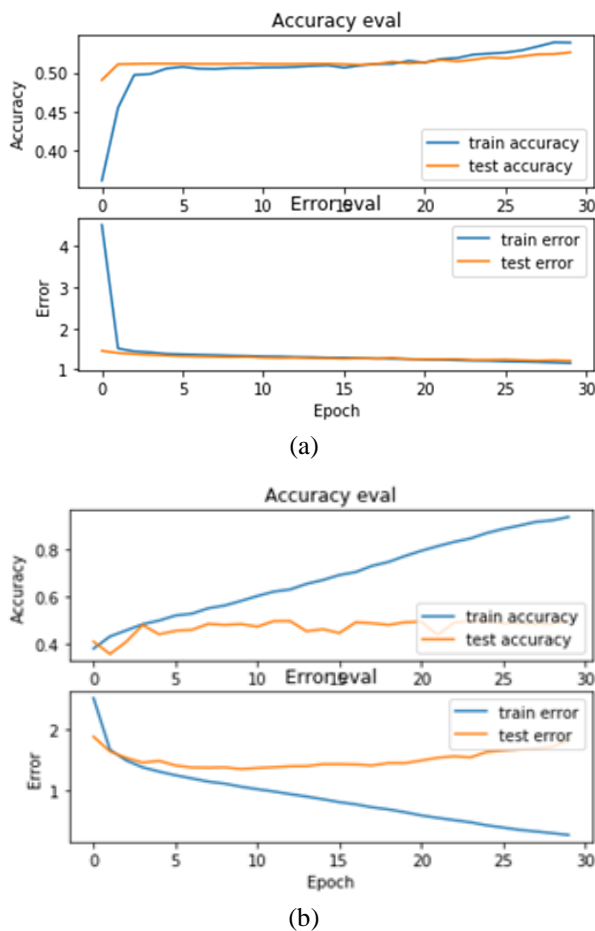 Accuracy eval
Accuracy
0.50
0.45
0.40
train accuracy
test accuracy
0 5 10 15 20 25 30
Error eval
Error
4
3
2
1
train error
test error
0 5 10 15 20 25 30
Epoch
(a)
Accuracy eval
Accuracy
0.8
0.6
0.4
train accuracy
test accuracy
0 5 10 15 20 25 30
Error eval
Error
2
1
train error
test error
0 5 10 15 20 25 30
Epoch
(b)